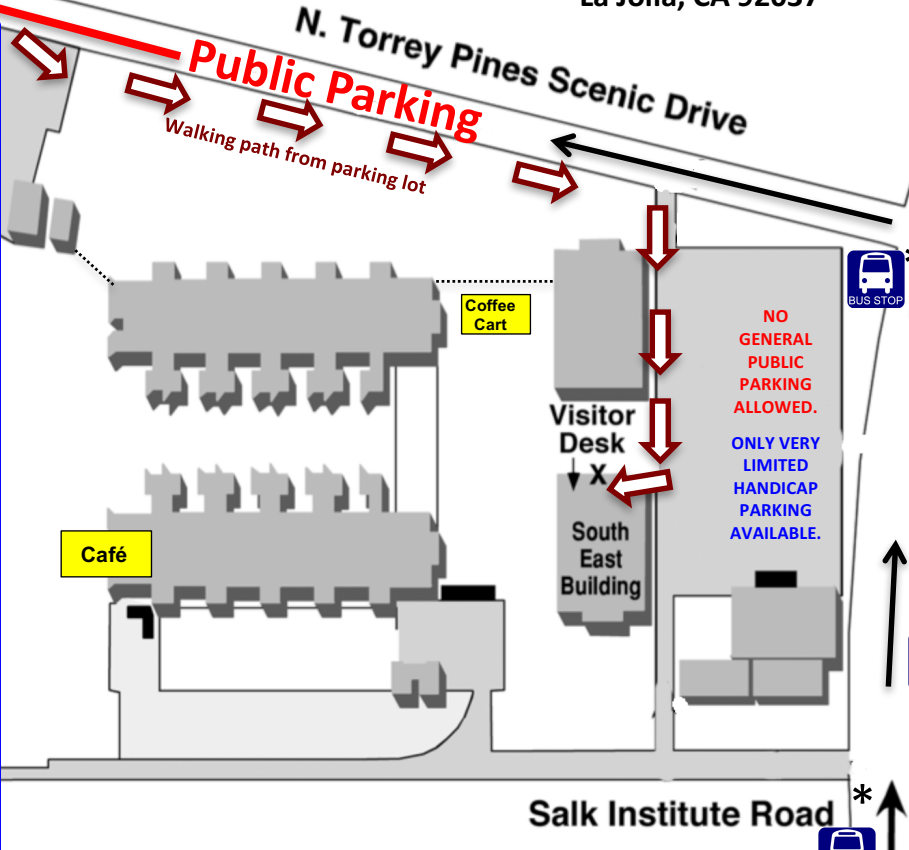 La Jolla, CA 92037
N. Torrey Pines Scenic Drive
Public Parking
Walking path from parking lot
BUS STOP
Coffee
Cart
NO
GENERAL
PUBLIC
PARKING
ALLOWED.
Visitor
Desk
X
ONLY VERY
LIMITED
HANDICAP
PARKING
AVAILABLE.
South
East
Building
Café
Salk Institute Road
*